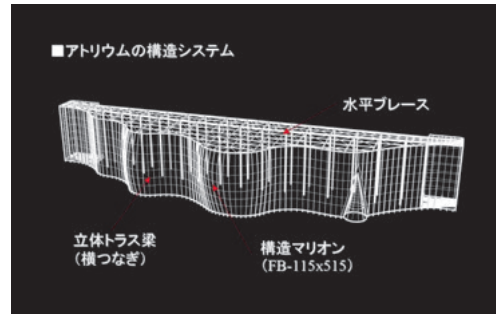 ■アトリウムの構造システム
水平ブレース
立体トラス梁
(横つなぎ)
構造マリオン
(FB-115x515)